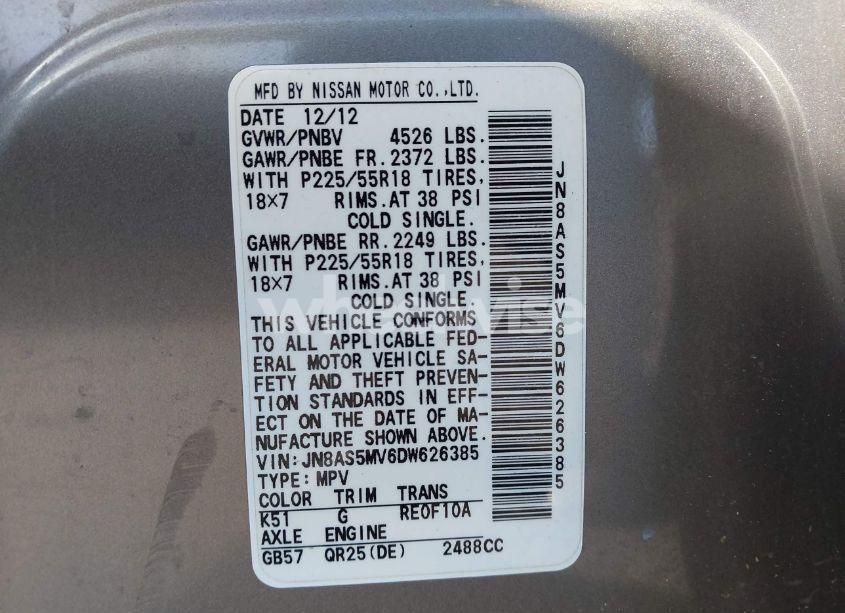 MFD BY NISSAN MOTOR CO.,LTD.
DATE 12/12
GVWR/PNBV 4526 LBS.
GAWR/PNBE FR. 2372 LBS.
WITH P225/55R18 TIRES,
18×7 RIMS.AT 38 PSI
COLD SINGLE.
GAWR/PNBE RR. 2249 LBS.
WITH P225/55R18 TIRES,
18×7 RIMS.AT 38 PSI
COLD SINGLE.
THIS VEHICLE CONFORMS
TO ALL APPLICABLE FED-
ERAL MOTOR VEHICLE SA-
FETY AND THEFT PREVEN-
TION STANDARDS IN EFF-
ECT ON THE DATE OF MA-
NUFACTURE SHOWN ABOVE.
VIN:JN8AS5MV6DW626385
TYPE:MPV
COLOR TRIM TRANS
K51 G RE0F10A
AXLE ENGINE
GB57 QR25(DE) 2488CC
JN8AS5MV6DW626385